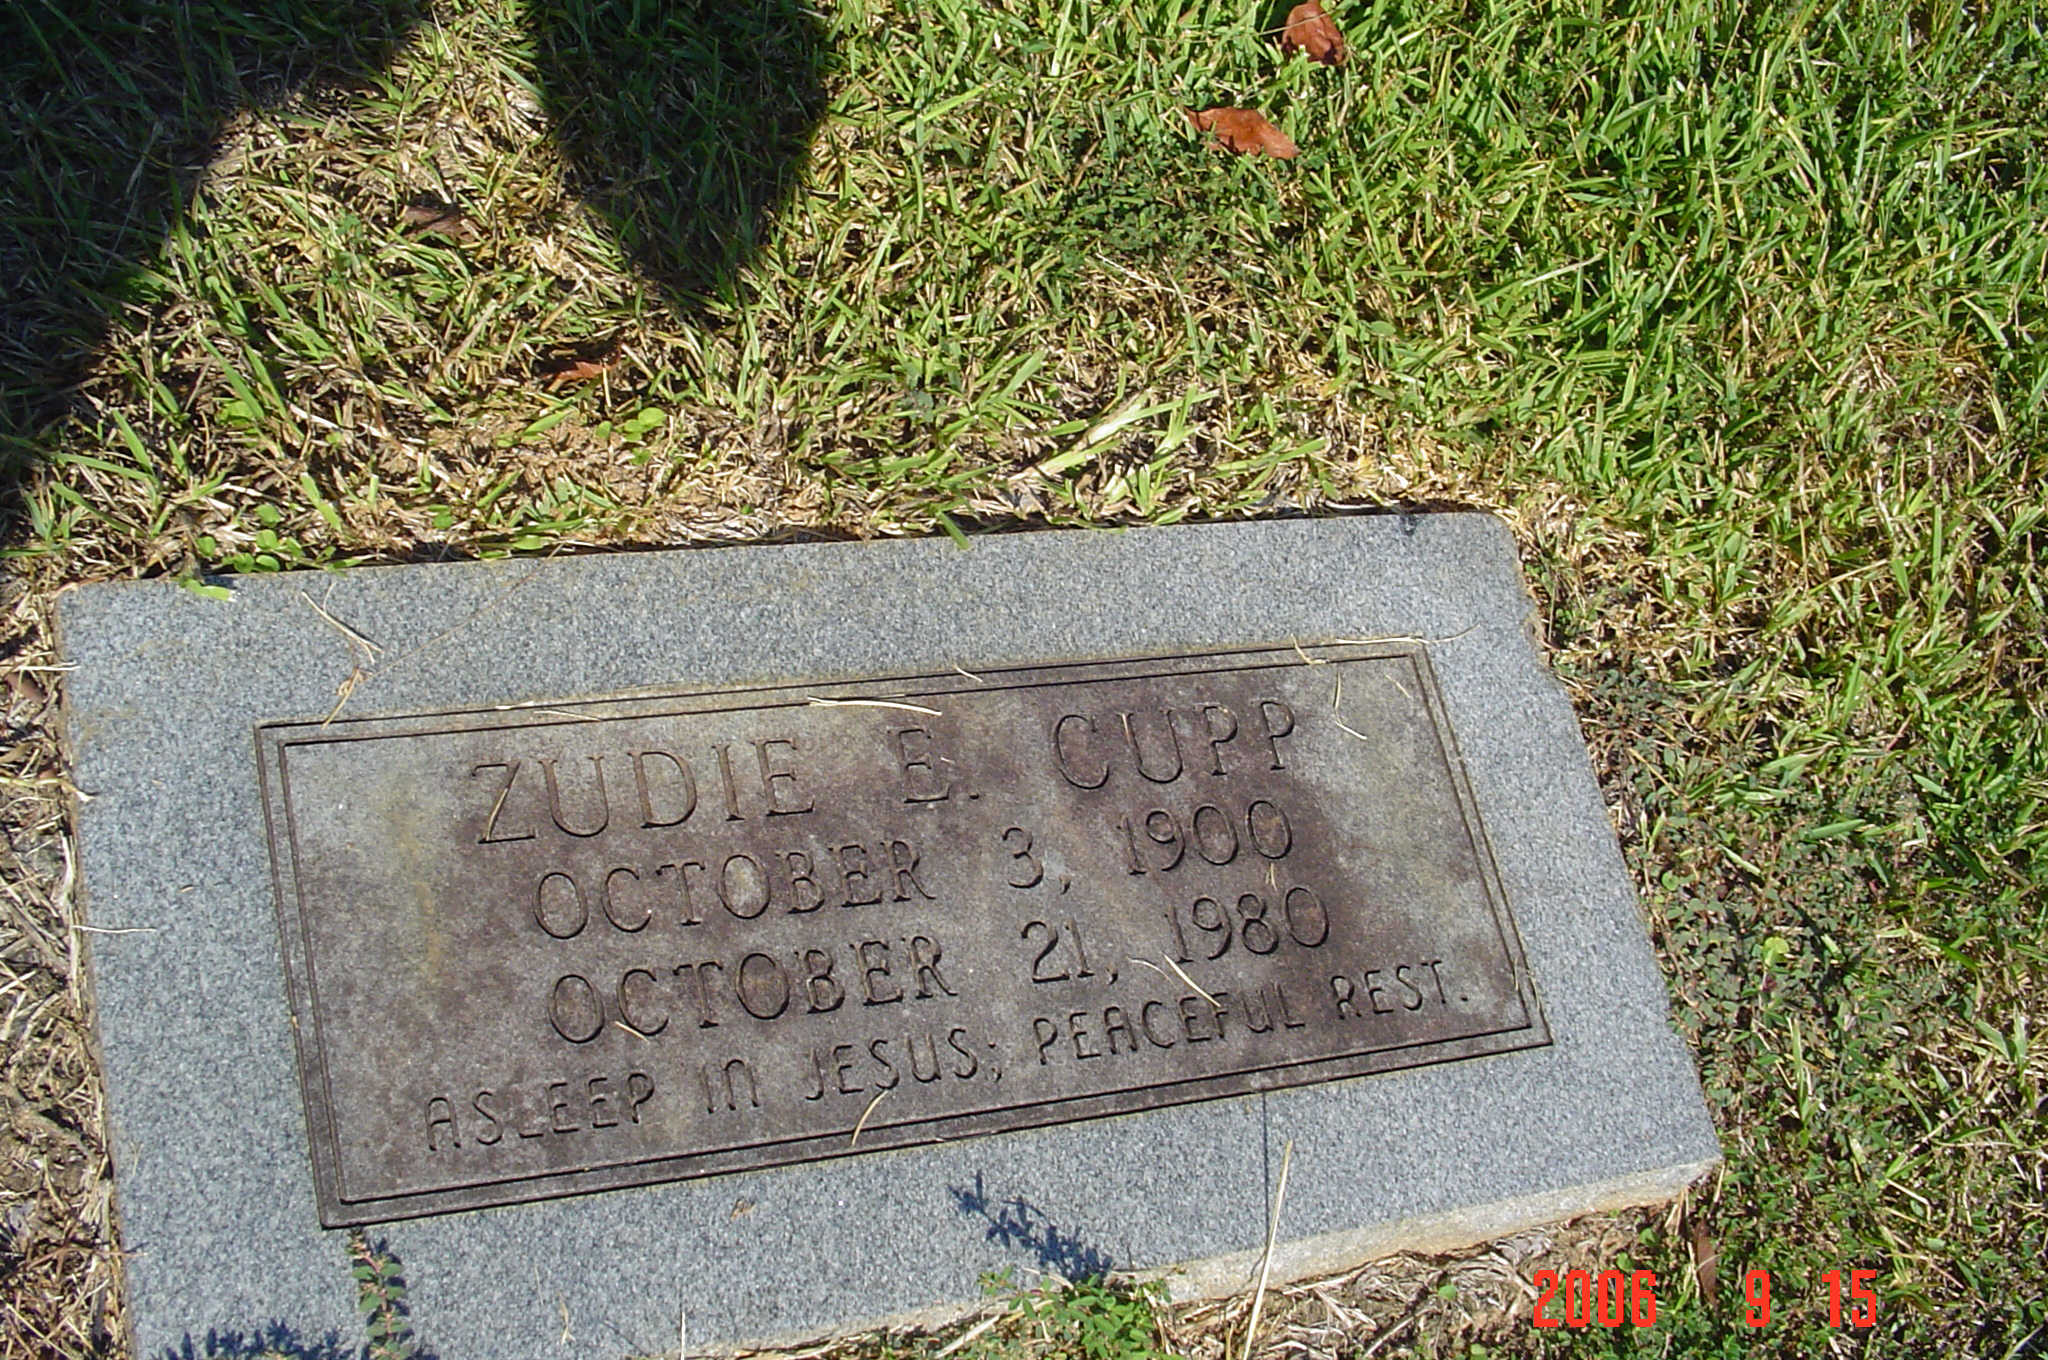 ZUDIE E. CUPP
OCTOBER 3, 1900
OCTOBER 21, 1980
ASLEEP IN JESUS; PEACEFUL REST.
2006 9 15